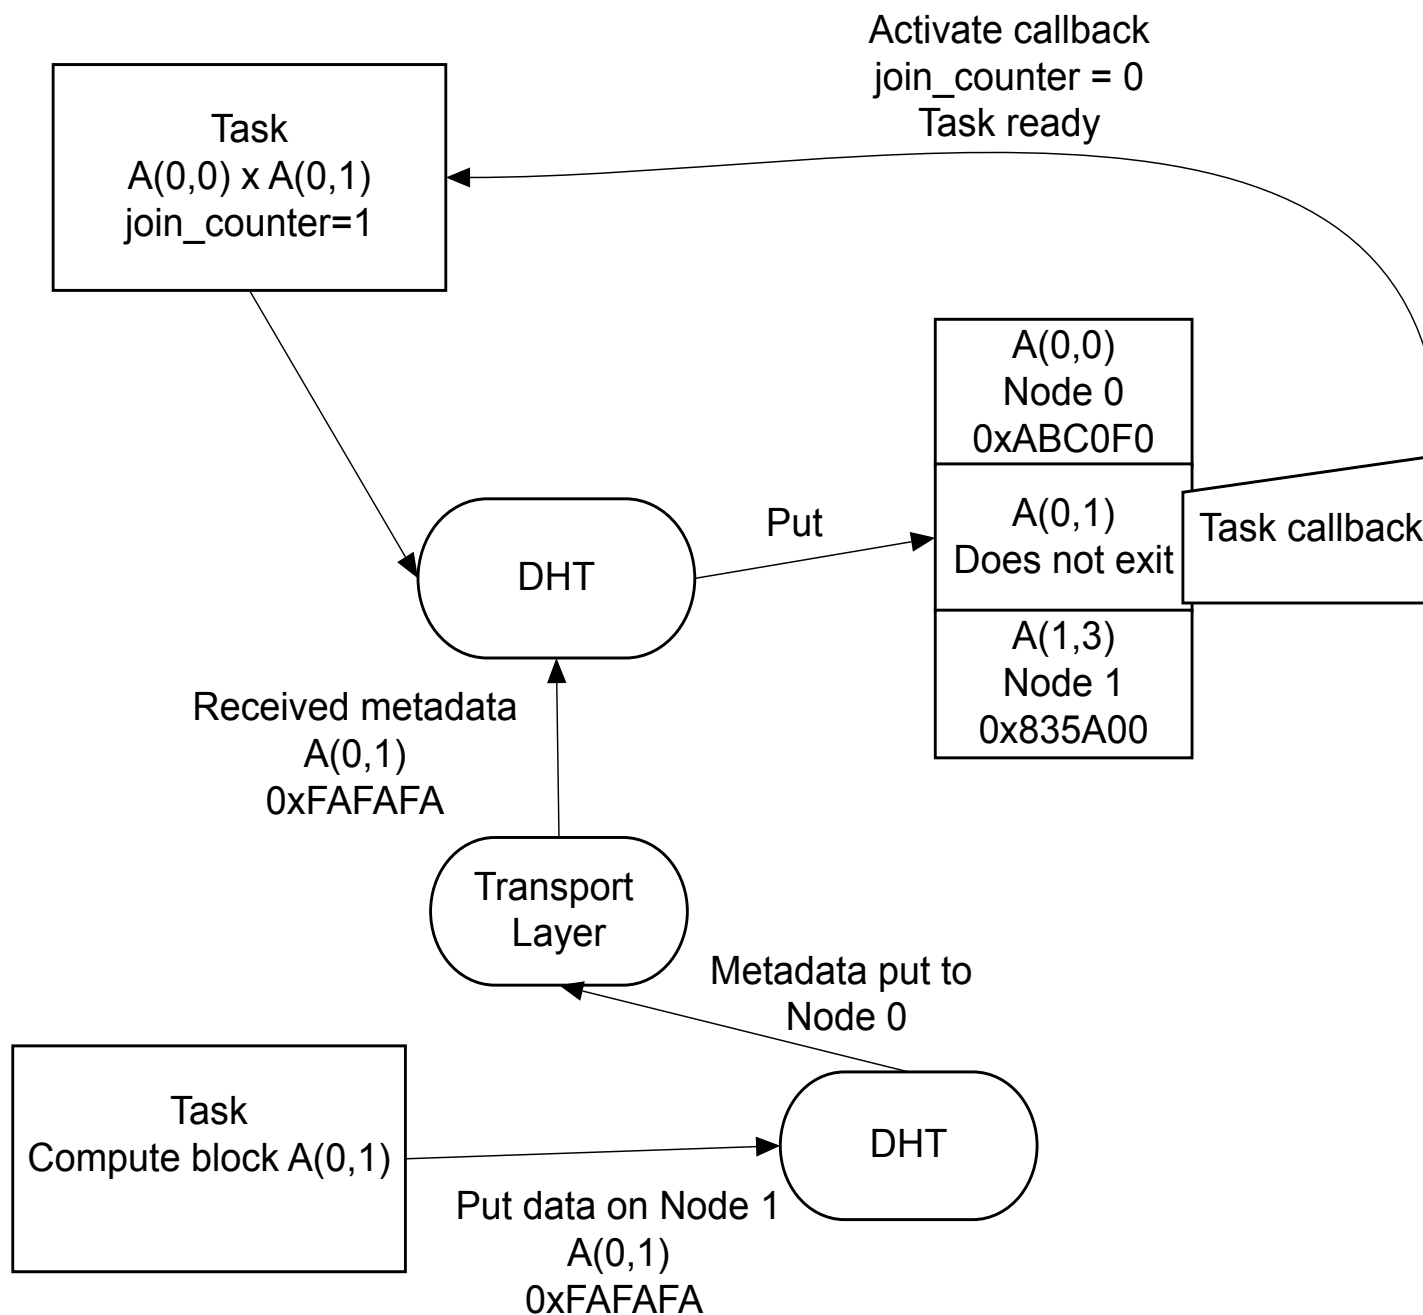 Activate callback
join_counter = 0
Task ready
Task
A(0,0) x A(0,1)
join_counter=1
A(0,0)
Node 0
0xABC0F0
A(0,1)
Does not exit
Task callback
A(1,3)
Node 1
0x835A00
Put
DHT
Received metadata
A(0,1)
0xFAFAFA
Transport
Layer
Metadata put to
Node 0
Task
Compute block A(0,1)
DHT
Put data on Node 1
A(0,1)
0xFAFAFA